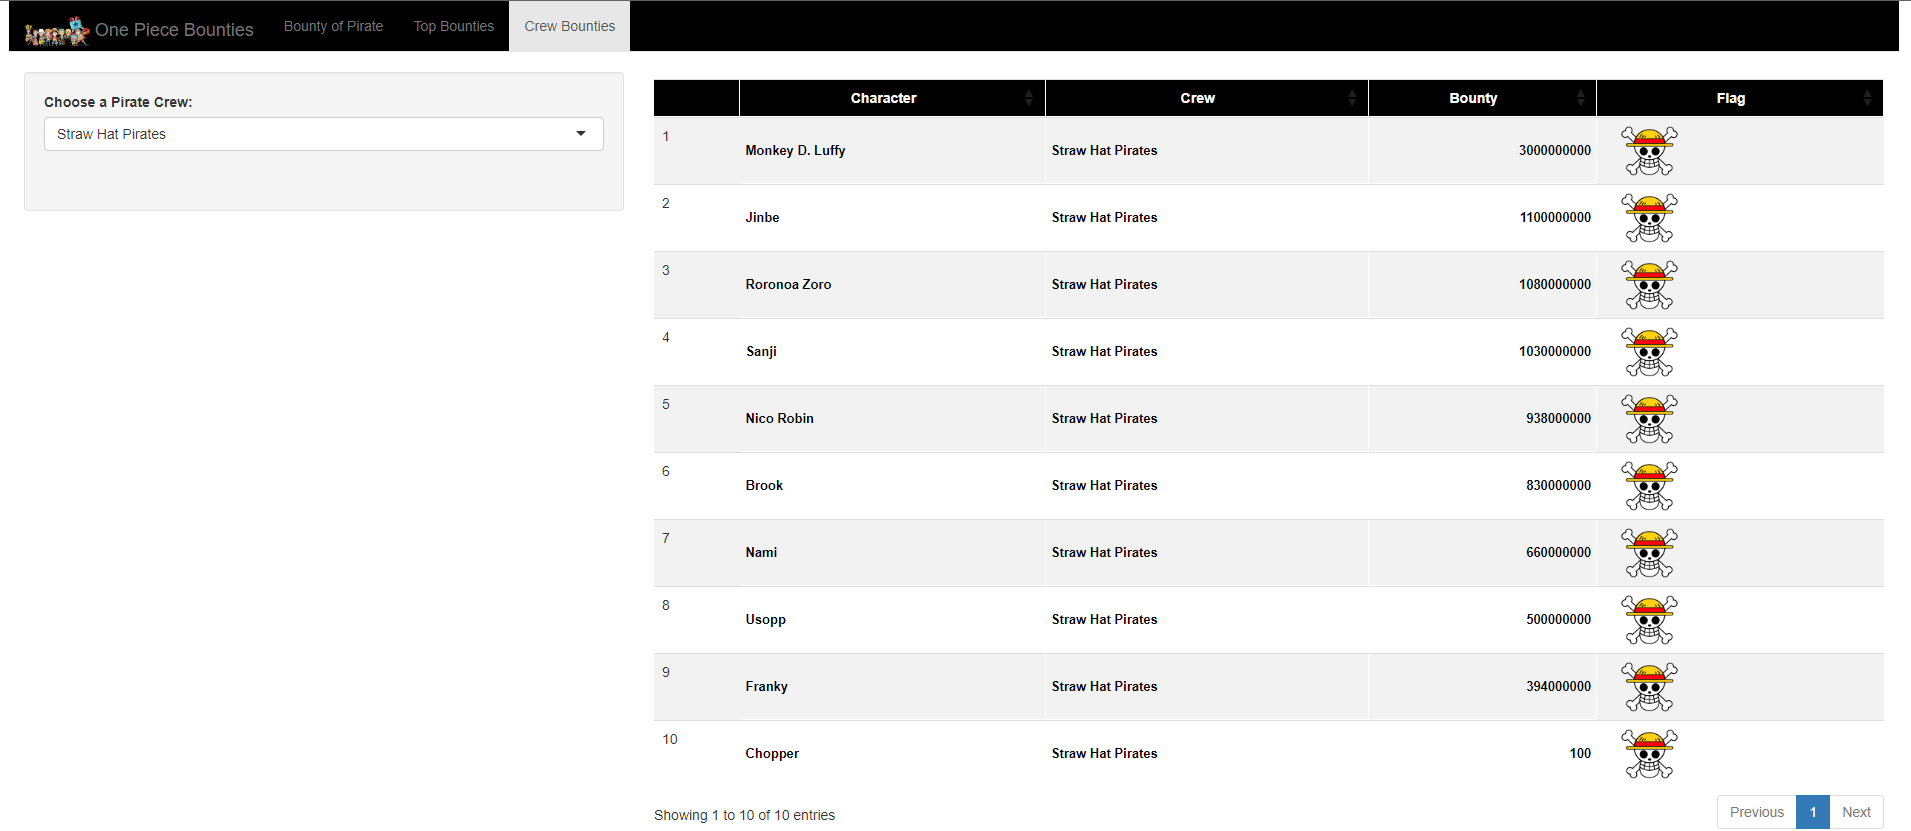 One Piece Bounties Bounty of Pirate Top Bounties Crew Bounties
Choose a Pirate Crew:
Straw Hat Pirates
Character Crew Bounty Flag
1 Monkey D. Luffy Straw Hat Pirates 3000000000
2 Jinbe Straw Hat Pirates 1100000000
3 Roronoa Zoro Straw Hat Pirates 1080000000
4 Sanji Straw Hat Pirates 1030000000
5 Nico Robin Straw Hat Pirates 938000000
6 Brook Straw Hat Pirates 830000000
7 Nami Straw Hat Pirates 660000000
8 Usopp Straw Hat Pirates 500000000
9 Franky Straw Hat Pirates 394000000
10 Chopper Straw Hat Pirates 100
Showing 1 to 10 of 10 entries
Previous 1 Next